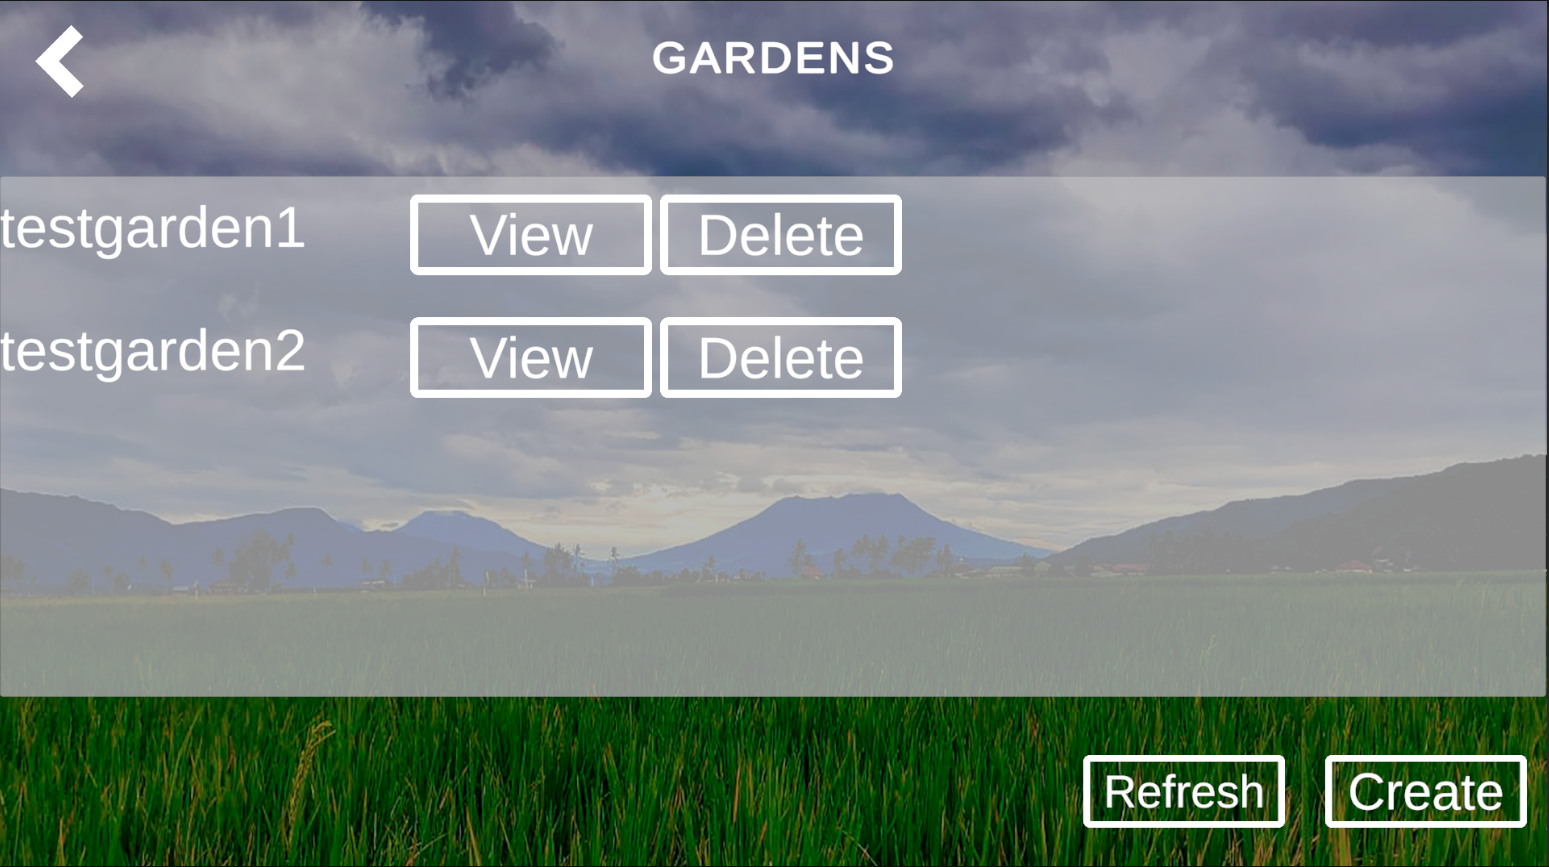 GARDENS
testgarden1 View Delete
testgarden2 View Delete
Refresh Create